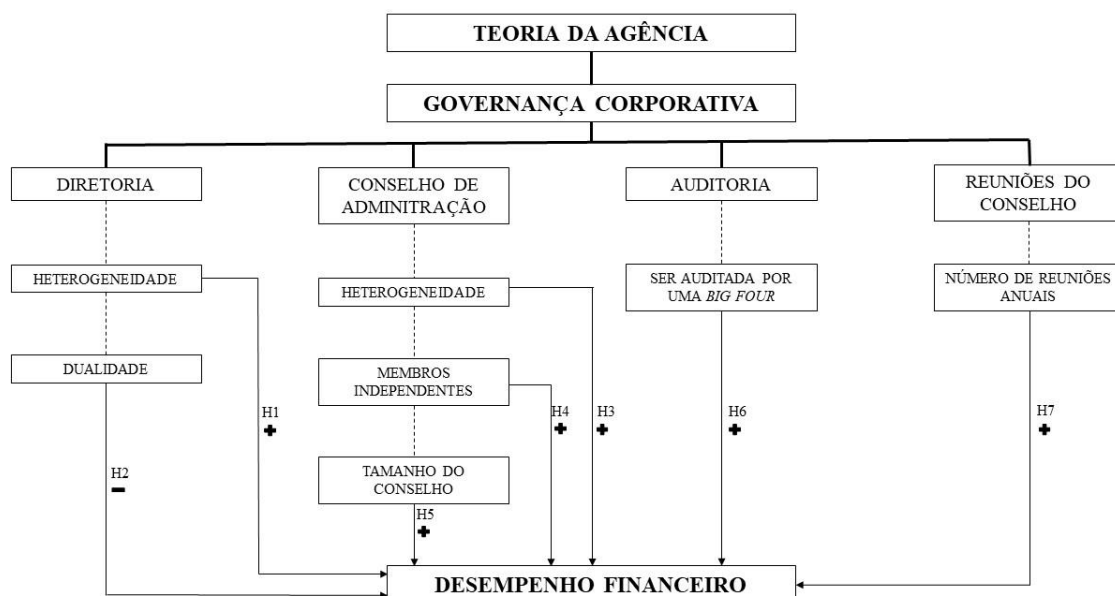 TEORIA DA AGÊNCIA
GOVERNANÇA CORPORATIVA
DIRETORIA
CONSELHO DE
ADMINITRAÇÃO
AUDITORIA
REUNIÕES DO
CONSELHO
HETEROGENEIDADE
HETEROGENEIDADE
SER AUDITADA POR
UMA BIG FOUR
NÚMERO DE REUNIÕES
ANUAIS
DUALIDADE
MEMBROS
INDEPENDENTES
H1
+
H4
+
H3
+
H6
+
H7
+
H2
-
TAMANHO DO
CONSELHO
H5
+
DESEMPENHO FINANCEIRO